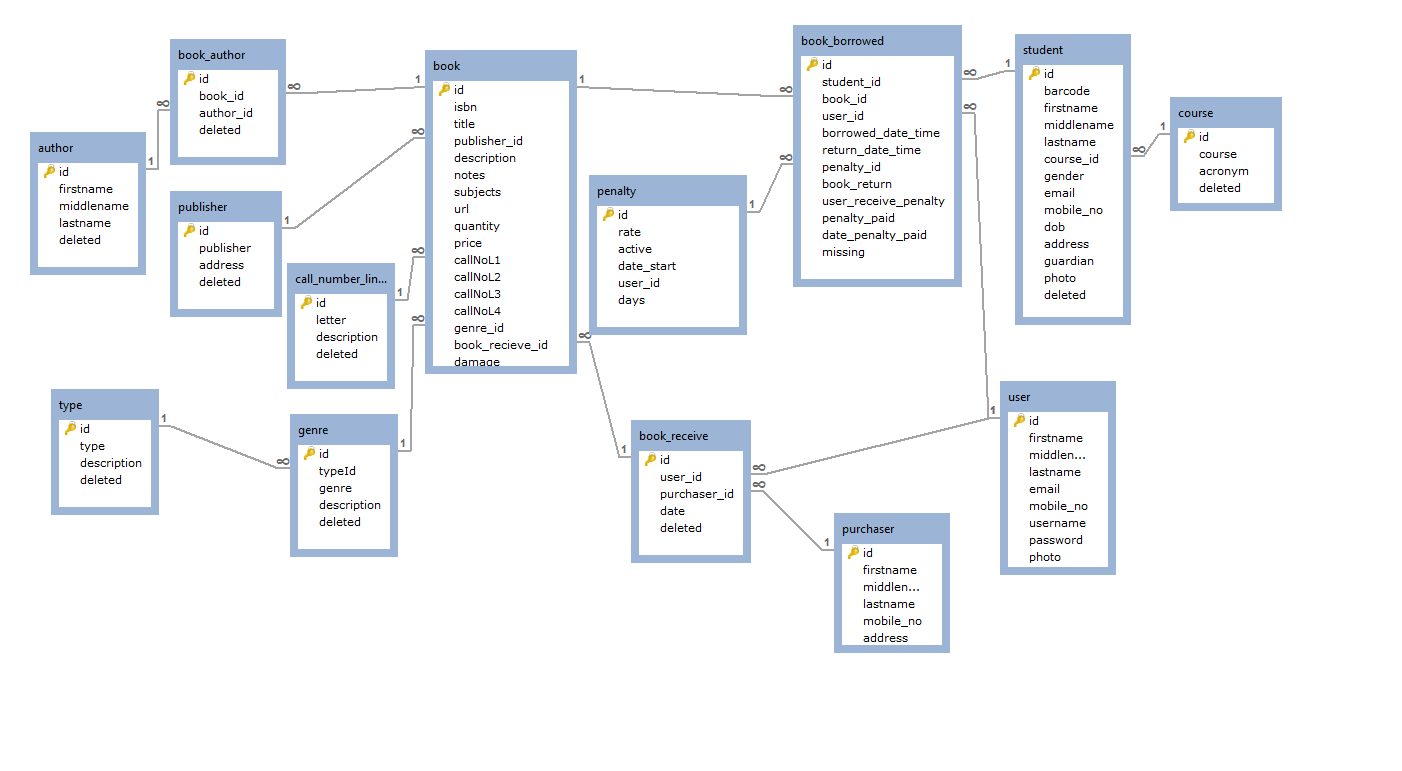 book_author
id
book_id
author_id
deleted
author
id
firstname
middlename
lastname
deleted
publisher
id
publisher
address
deleted
call_number_lin...
id
letter
description
deleted
type
id
type
description
deleted
genre
id
typeId
genre
description
deleted
book
id
isbn
title
publisher_id
description
notes
subjects
url
quantity
price
callNoL1
callNoL2
callNoL3
callNoL4
genre_id
book_recieve_id
damage
penalty
id
rate
active
date_start
user_id
days
book_receive
id
user_id
purchaser_id
date
deleted
book_borrowed
id
student_id
book_id
user_id
borrowed_date_time
return_date_time
penalty_id
book_return
user_receive_penalty
penalty_paid
date_penalty_paid
missing
purchaser
id
firstname
middlen...
lastname
mobile_no
address
student
id
barcode
firstname
middlename
lastname
course_id
gender
email
mobile_no
dob
address
guardian
photo
deleted
user
id
firstname
middlen...
lastname
email
mobile_no
username
password
photo
course
id
course
acronym
deleted
1
1
1
1
1
1
1
1
1
1
1
1
1